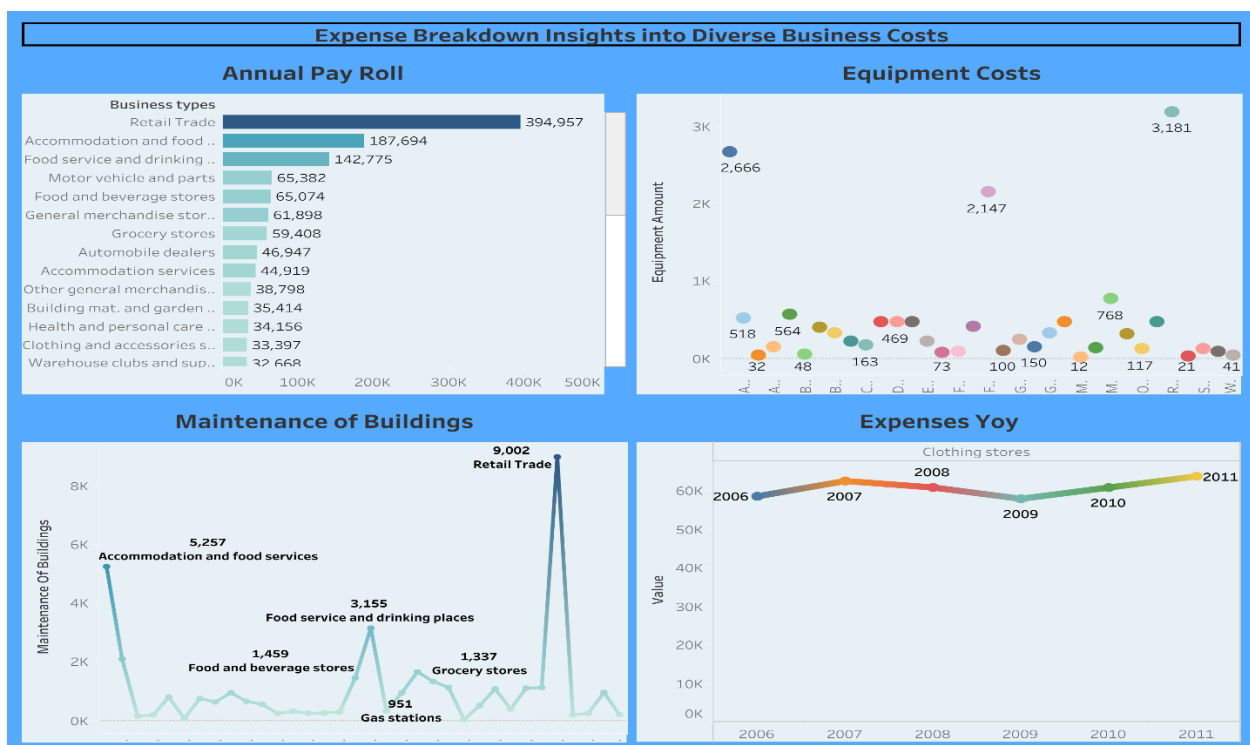 Expense Breakdown Insights into Diverse Business Costs
Annual Pay Roll
Business types
Retail Trade 394,957
Accommodation and food .. 187,694
Food service and drinking .. 142,775
Motor vehicle and parts 65,382
Food and beverage stores 65,074
General merchandise stor.. 61,898
Grocery stores 59,408
Automobile dealers 46,947
Accommodation services 44,919
Other general merchandis.. 38,798
Building mat. and garden .. 35,414
Health and personal care .. 34,156
Clothing and accessories s.. 33,397
Warehouse clubs and sup.. 32,668
0K 100K 200K 300K 400K 500K
Equipment Costs
Equipment Amount
3K
2K
1K
0K
2,666
3,181
2,147
518
564
768
32
48
163
469
73
100
150
12
117
21
41
A..
A..
B..
B..
C..
D..
E..
F..
F..
G..
G..
M..
M..
O..
R..
S..
W..
Maintenance of Buildings
Maintenance Of Buildings
8K
6K
4K
2K
0K
9,002
Retail Trade
5,257
Accommodation and food services
3,155
Food service and drinking places
1,459
Food and beverage stores
1,337
Grocery stores
951
Gas stations
Expenses Yoy
Clothing stores
Value
60K
50K
40K
30K
20K
10K
0K
2006
2007
2008
2009
2010
2011
2006 2007 2008 2009 2010 2011